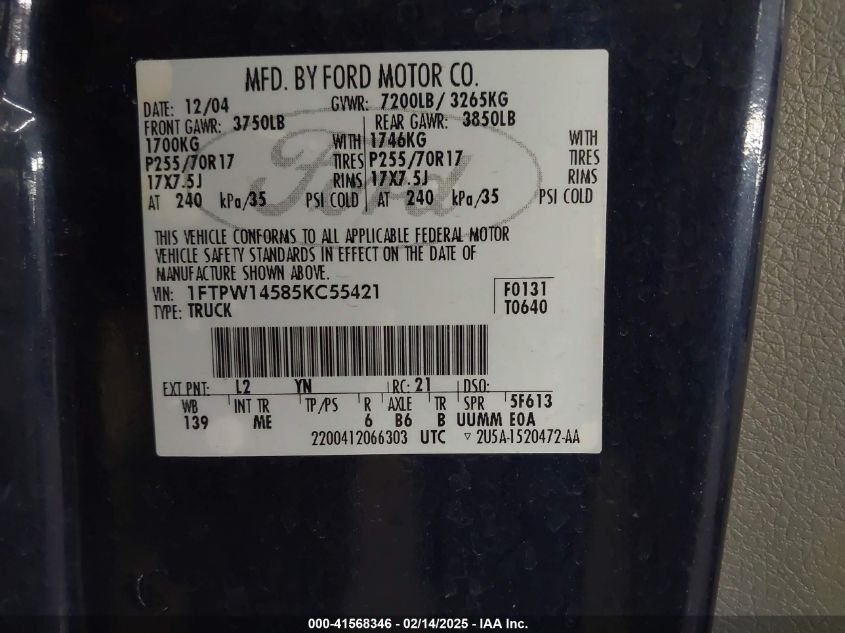 MFD. BY FORD MOTOR CO.
DATE: 12/04 GVWR: 7200LB/ 3265KG
FRONT GAWR: 3750LB REAR GAWR: 3850LB
1700KG WITH 1746KG WITH
P255/70R17 TIRES P255/70R17 TIRES
17X7.5J RIMS 17X7.5J RIMS
AT 240 kPa/35 PSI COLD AT 240 kPa/35 PSI COLD
Ford
THIS VEHICLE CONFORMS TO ALL APPLICABLE FEDERAL MOTOR
VEHICLE SAFETY STANDARDS IN EFFECT ON THE DATE OF
MANUFACTURE SHOWN ABOVE.
VIN: 1FTPW14585KC55421 F0131
TYPE: TRUCK T0640
EXT PNT: L2 YN RC: 21 DSO:
WB INT TR TP/PS R AXLE TR SPR 5F613
139 ME 6 B6 B UUMM EOA
2200412066303 UTC ▽ 2U5A-1520472-AA
000-41568346 - 02/14/2025 - IAA Inc.